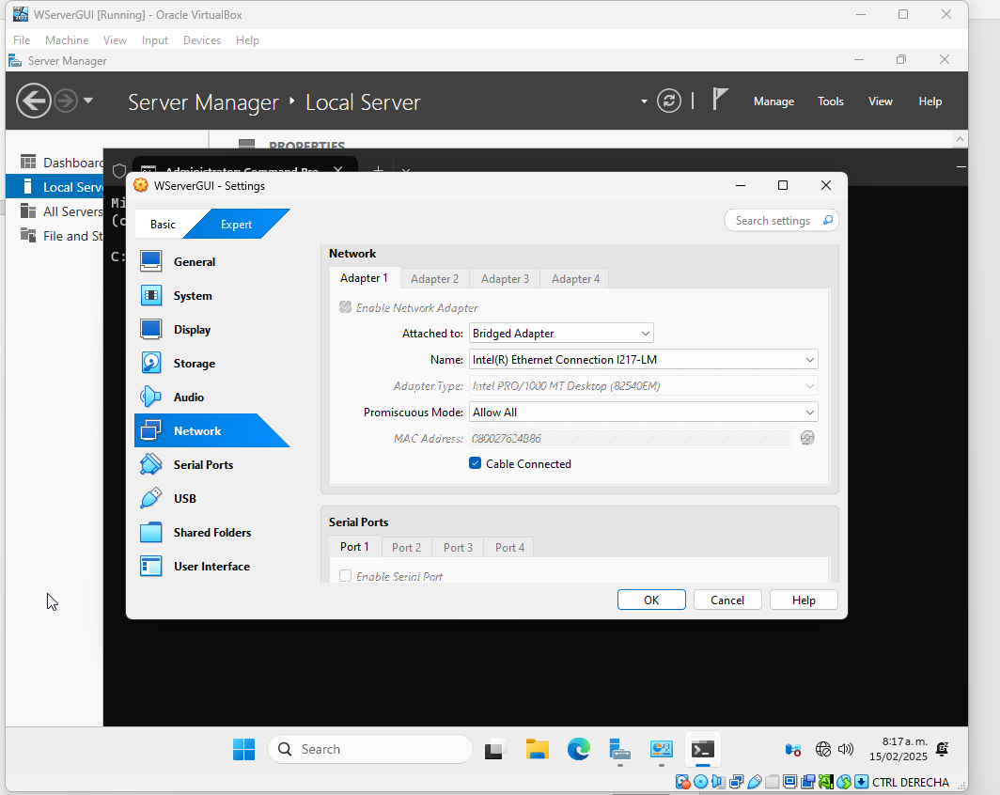 WServerGUI [Running] - Oracle VirtualBox
File Machine View Input Devices Help
Server Manager
Server Manager Local Server
Manage Tools View Help
PROPERTIES
Dashboard
Local Serv
All Servers
File and St
Administrator: Command Pro
Mi
(c
C:
WServerGUI - Settings
Basic Expert
Search settings
General
System
Display
Storage
Audio
Network
Serial Ports
USB
Shared Folders
User Interface
Network
Adapter 1 Adapter 2 Adapter 3 Adapter 4
Enable Network Adapter
Attached to: Bridged Adapter
Name: Intel(R) Ethernet Connection I217-LM
Adapter Type: Intel PRO/1000 MT Desktop (82540EM)
Promiscuous Mode: Allow All
MAC Address: 080027624B86
Cable Connected
Serial Ports
Port 1 Port 2 Port 3 Port 4
Enable Serial Port
OK Cancel Help
Search
8:17 a. m.
15/02/2025
CTRL DERECHA